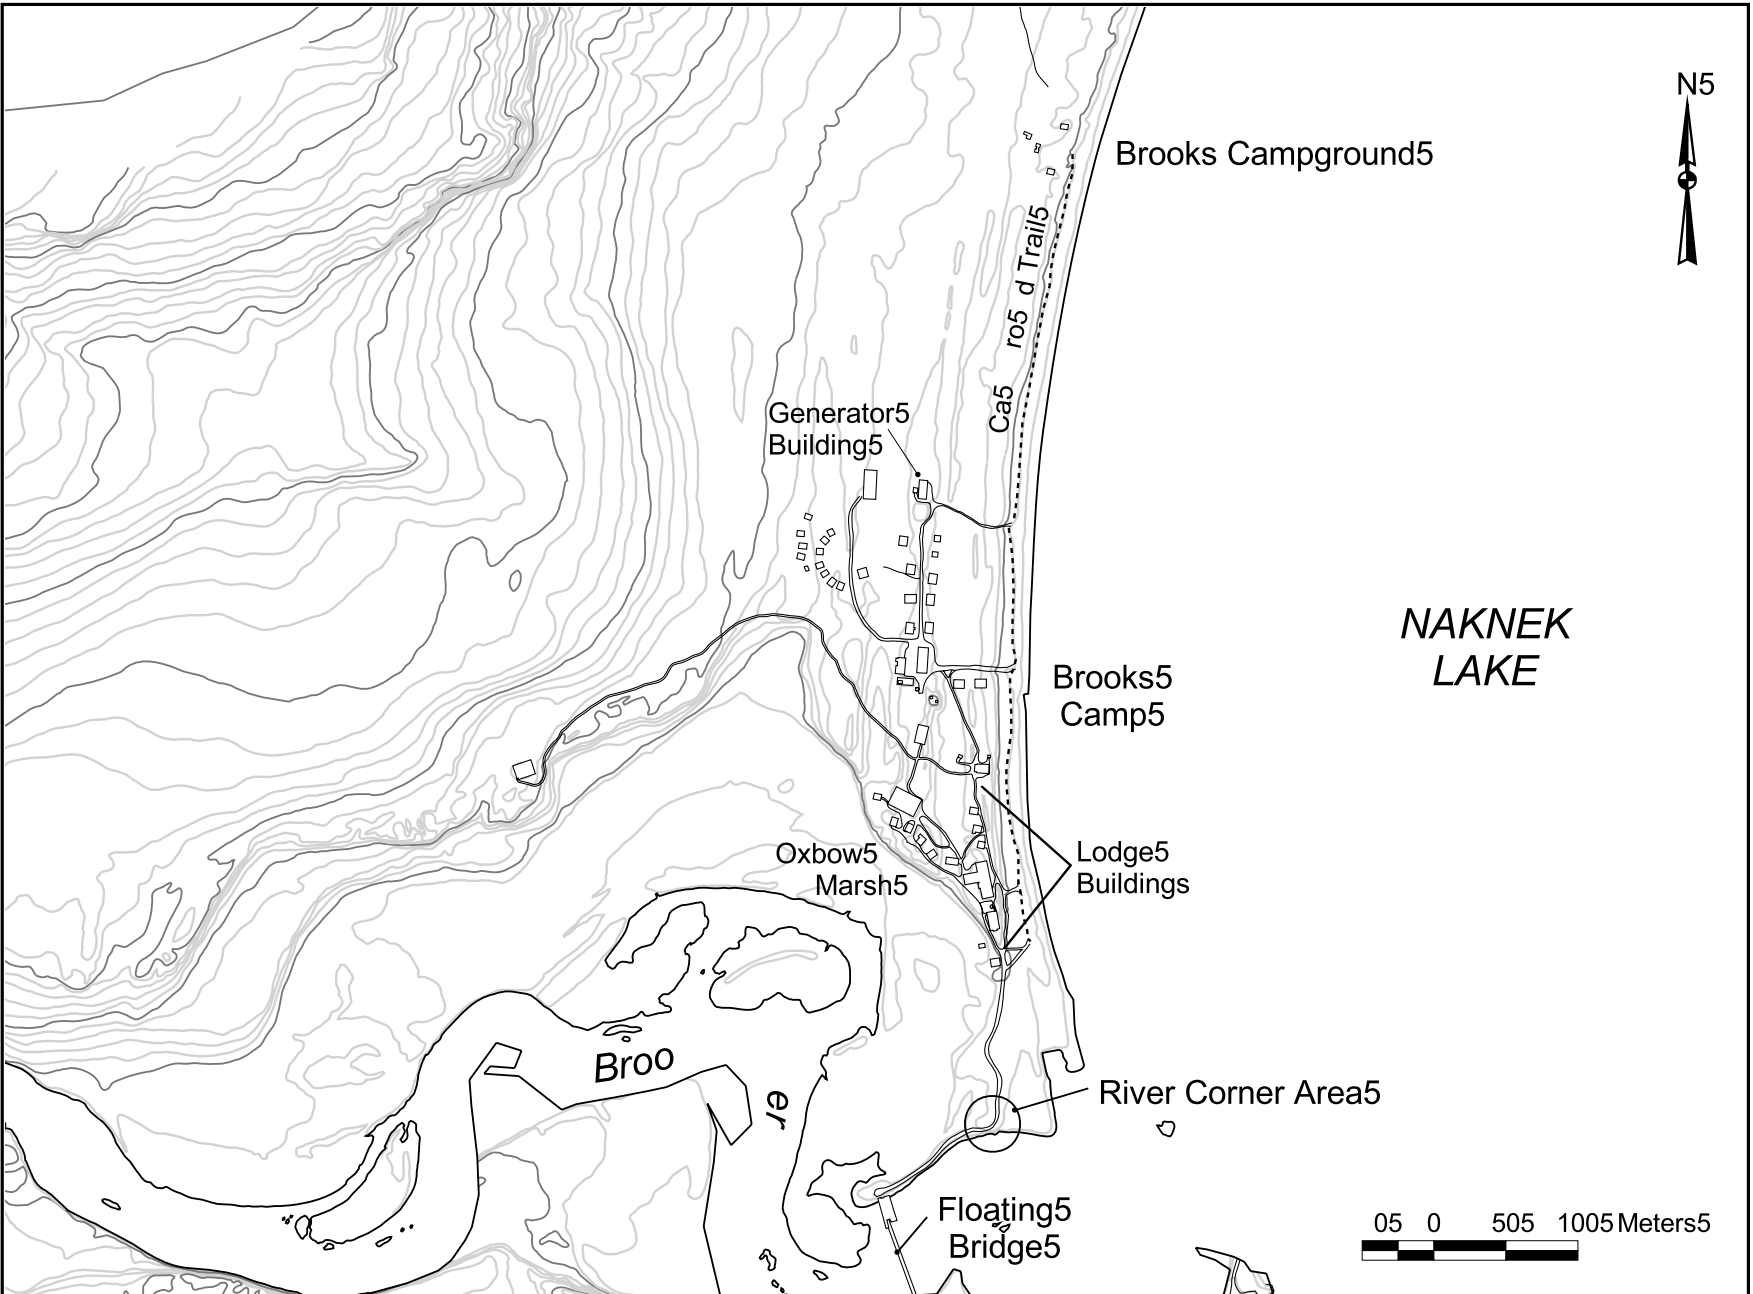 N5
Brooks Campground5
Ca5 ro5 d Trail5
Generator5
Building5
NAKNEK
LAKE
Brooks5
Camp5
Oxbow5
Marsh5
Lodge5
Buildings
Broo
er
River Corner Area5
Floating5
Bridge5
05 0 505 1005 Meters5